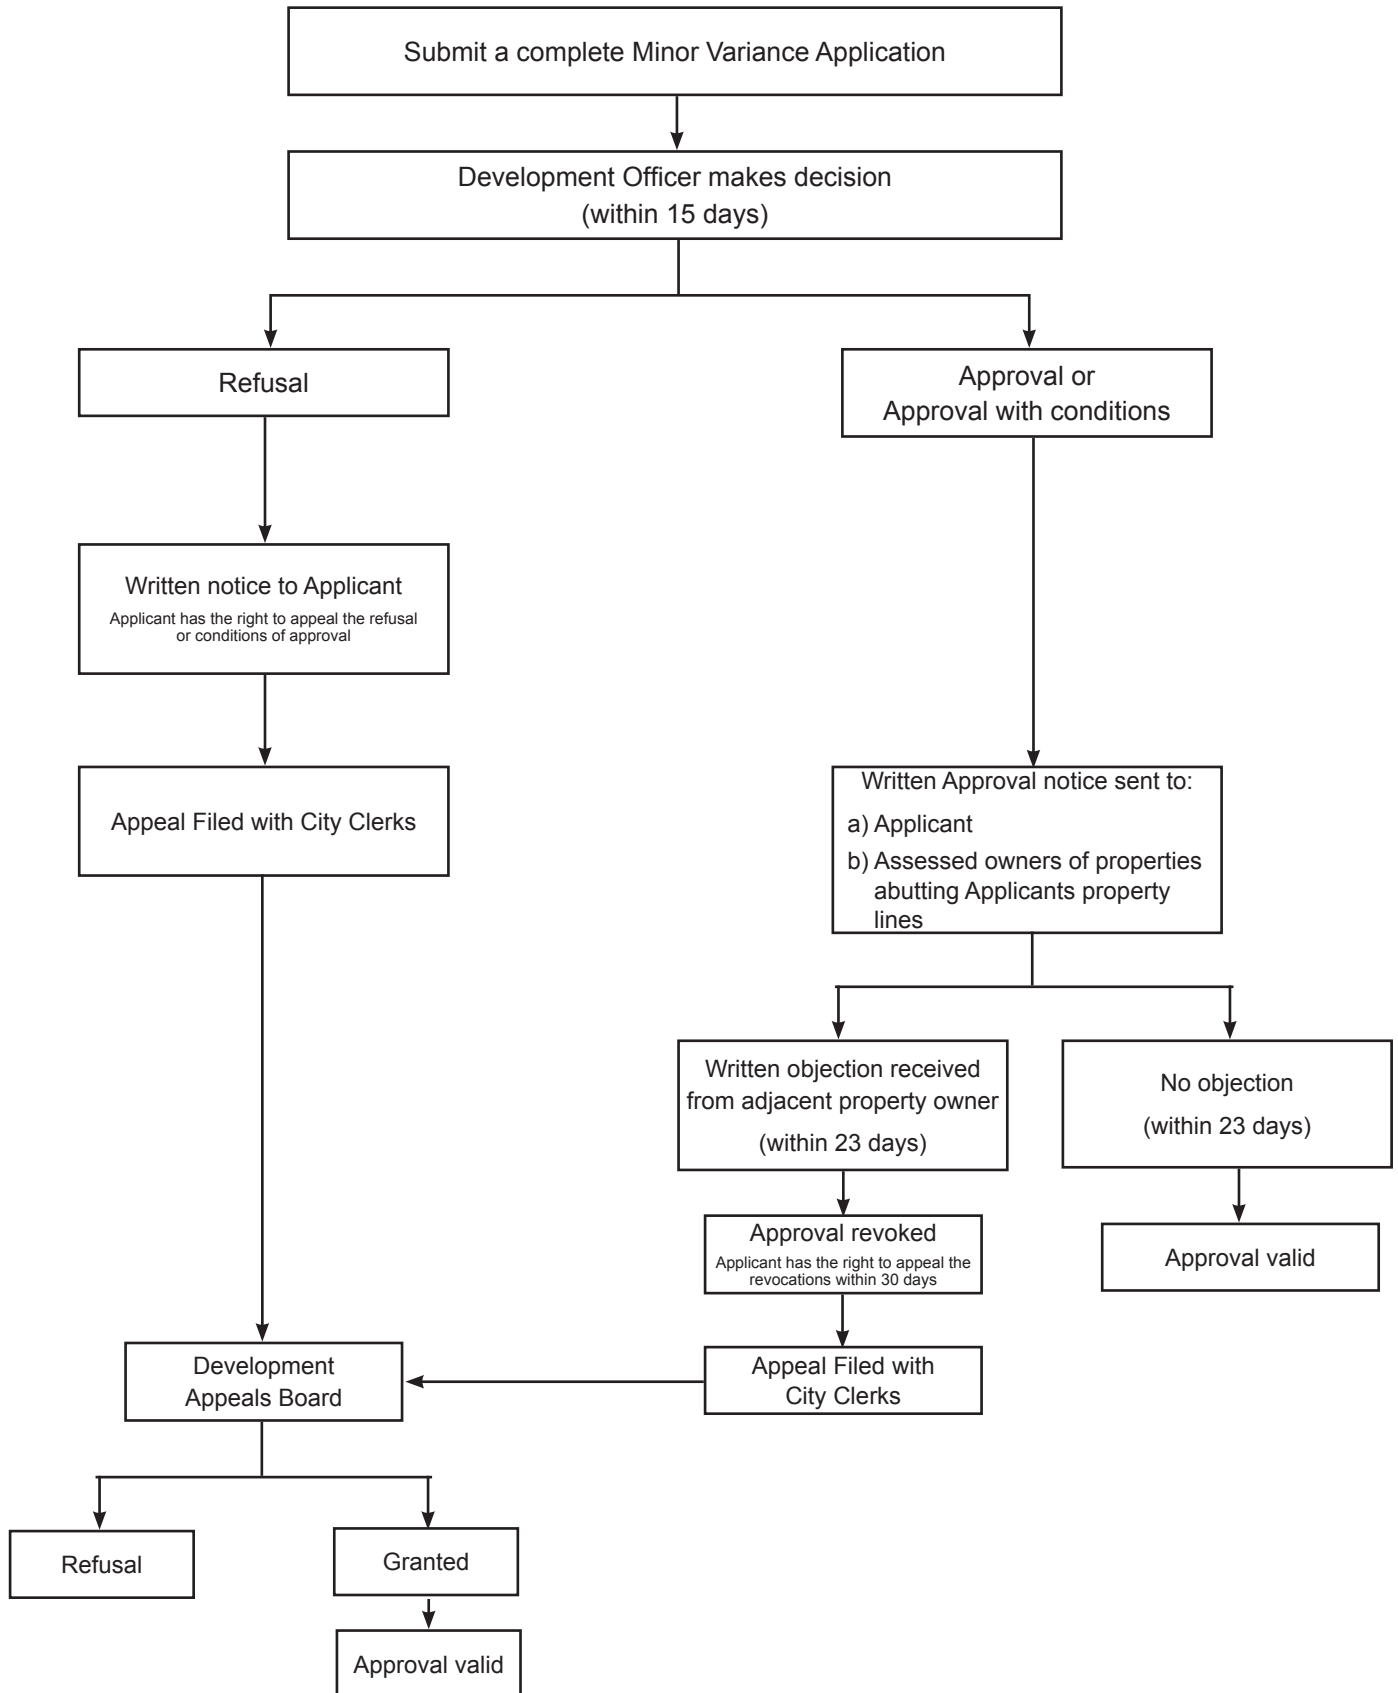 Submit a complete Minor Variance Application
Development Officer makes decision
(within 15 days)
Refusal
Approval or
Approval with conditions
Written notice to Applicant
Applicant has the right to appeal the refusal
or conditions of approval
Appeal Filed with City Clerks
Written Approval notice sent to:
a) Applicant
b) Assessed owners of properties
abutting Applicants property
lines
Written objection received
from adjacent property owner
(within 23 days)
No objection
(within 23 days)
Approval revoked
Applicant has the right to appeal the
revocations within 30 days
Approval valid
Development
Appeals Board
Appeal Filed with
City Clerks
Refusal
Granted
Approval valid